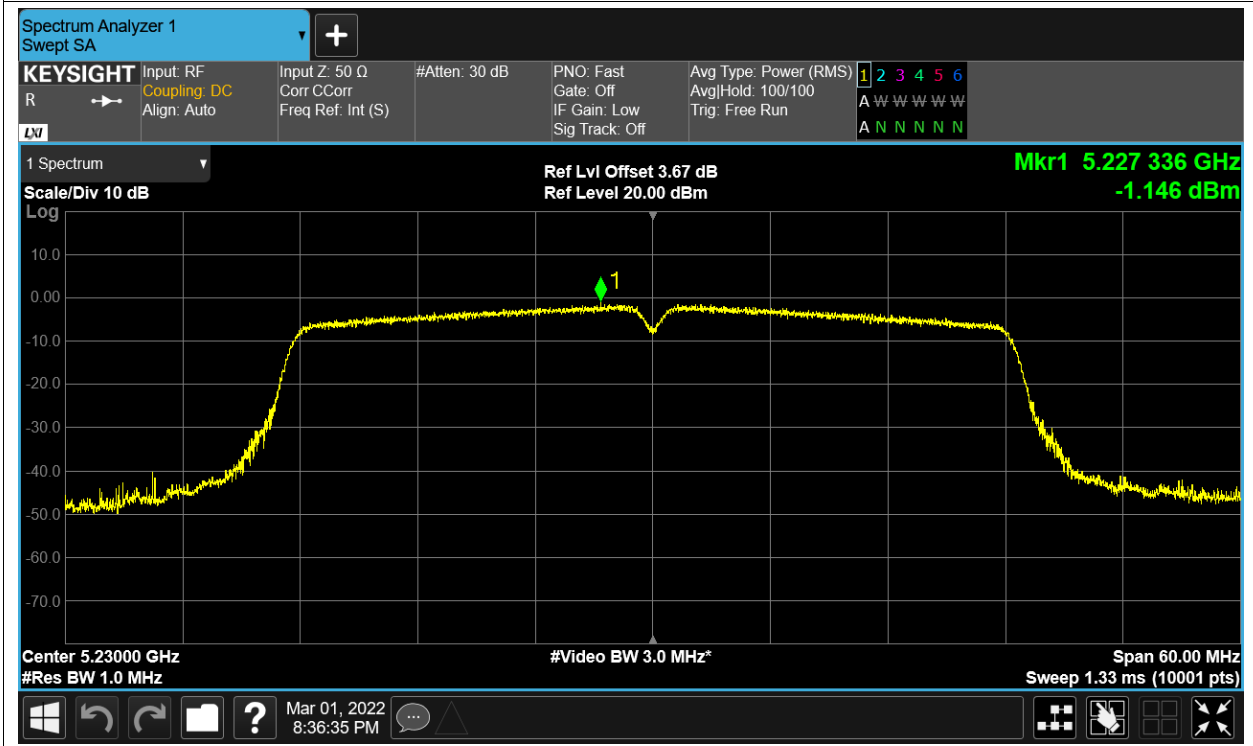 Spectrum Analyzer 1
Swept SA
+
KEYSIGHT
R
LXI
Input: RF
Coupling: DC
Align: Auto
Input Z: 50 Ω
Corr CCorr
Freq Ref: Int (S)
#Atten: 30 dB
PNO: Fast
Gate: Off
IF Gain: Low
Sig Track: Off
Avg Type: Power (RMS)
Avg|Hold: 100/100
Trig: Free Run
1 2 3 4 5 6
A W W W W W
A N N N N N
1 Spectrum
Scale/Div 10 dB
Log
Ref Lvl Offset 3.67 dB
Ref Level 20.00 dBm
Mkr1 5.227 336 GHz
-1.146 dBm
1
10.0
0.00
-10.0
-20.0
-30.0
-40.0
-50.0
-60.0
-70.0
Center 5.23000 GHz
#Res BW 1.0 MHz
#Video BW 3.0 MHz*
Span 60.00 MHz
Sweep 1.33 ms (10001 pts)
?
Mar 01, 2022
8:36:35 PM